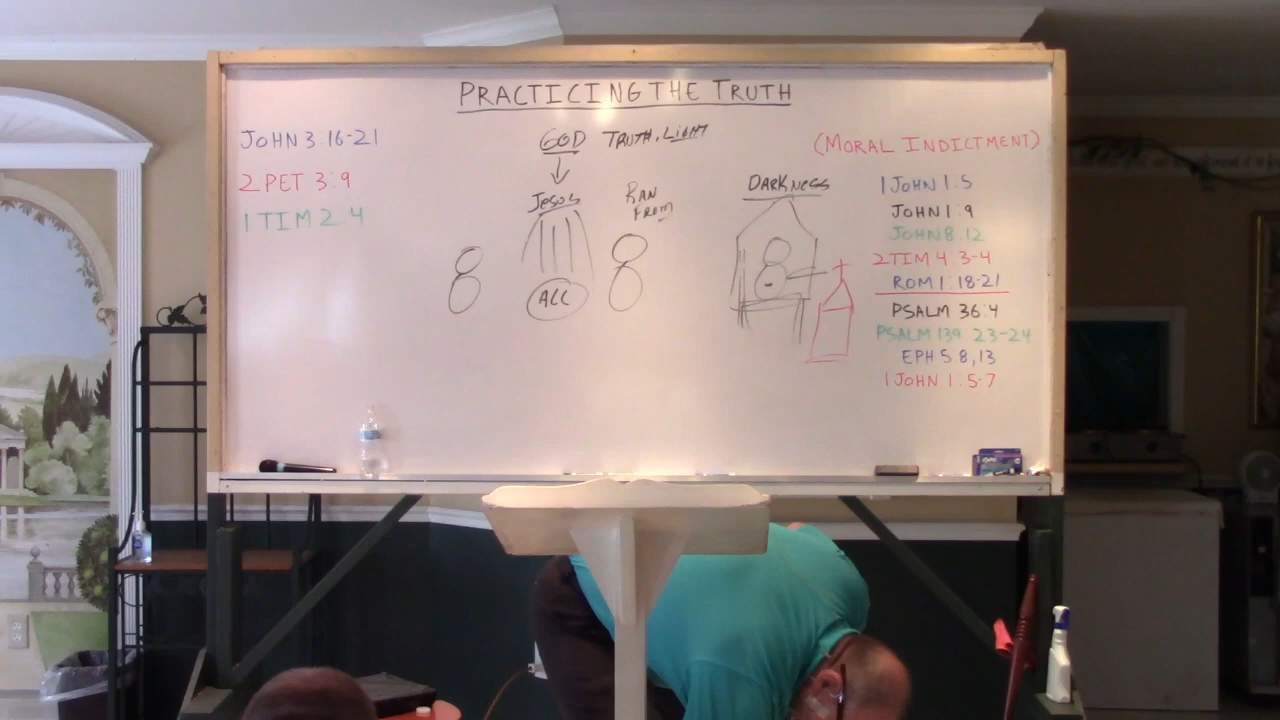 PRACTICING THE TRUTH
JOHN 3:16-21
2 PET 3:9
1 TIM 2:4
GOD TRUTH, LIGHT
JESUS
RAN
FROM
ALL
DARKNESS
(MORAL INDICTMENT)
1 JOHN 1:5
JOHN 1:9
JOHN 8:12
2 TIM 4:3-4
ROM 1:18-21
PSALM 36:4
PSALM 139:23-24
EPH 5:8,13
1 JOHN 1:5-7